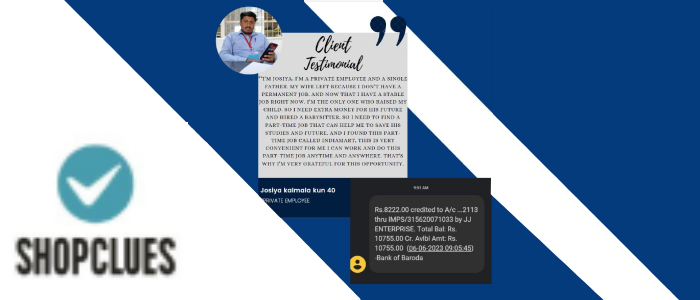 Client
Testimonial
"I'M JOSIYA, I'M A PRIVATE EMPLOYEE AND A SINGLE
FATHER. MY WIFE LEFT BECAUSE I DON'T HAVE A
PERMANENT JOB. AND NOW THAT I HAVE A STABLE
JOB RIGHT NOW. I'M THE ONLY ONE WHO RAISED MY
CHILD. SO I NEED EXTRA MONEY FOR HIS FUTURE
AND HIRED A BABYSITTER. SO I NEED TO FIND A
PART-TIME JOB THAT CAN HELP ME TO SAVE HIS
STUDIES AND FUTURE. AND I FOUND THIS PART-
TIME JOB CALLED INDIAMART. THIS IS VERY
CONVENIENT FOR ME I CAN WORK AND DO THIS
PART-TIME JOB ANYTIME AND ANYWHERE. THAT'S
WHY I'M VERY GRATEFUL FOR THIS OPPORTUNITY.
Josiya kalmala kun 40
PRIVATE EMPLOYEE
9:51 AM
Rs.8222.00 credited to A/c ...2113
thru IMPS/315620071033 by JJ
ENTERPRISE. Total Bal: Rs.
10755.00 Cr. Avlbl Amt: Rs.
10755.00 (06-06-2023 09:05:45)
-Bank of Baroda
SHOPCLUES